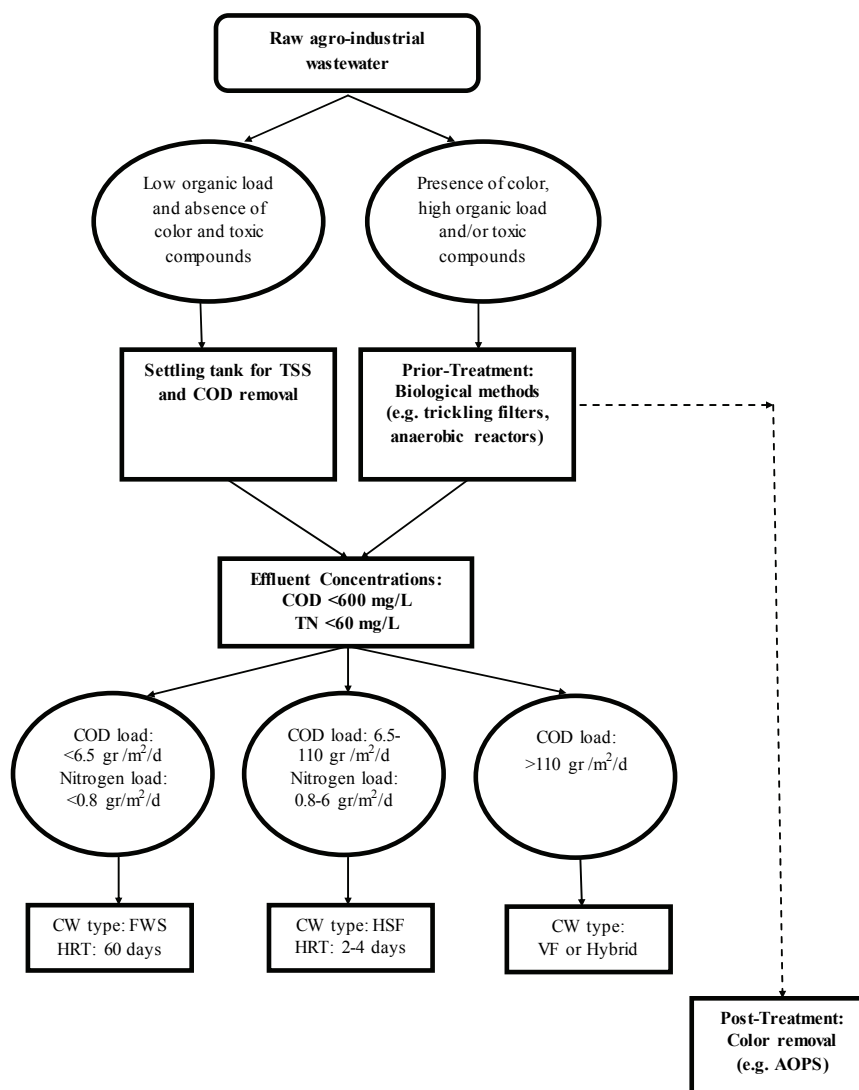 Raw agro-industrial
wastewater
Low organic load
and absence of
color and toxic
compounds
Presence of color,
high organic load
and/or toxic
compounds
Settling tank for TSS
and COD removal
Prior-Treatment:
Biological methods
(e.g. trickling filters,
anaerobic reactors)
Effluent Concentrations:
COD <600 mg/L
TN <60 mg/L
COD load:
<6.5 gr /m²/d
Nitrogen load:
<0.8 gr/m²/d
COD load: 6.5-
110 gr /m²/d
Nitrogen load:
0.8-6 gr/m²/d
COD load:
>110 gr /m²/d
CW type: FWS
HRT: 60 days
CW type: HSF
HRT: 2-4 days
CW type:
VF or Hybrid
Post-Treatment:
Color removal
(e.g. AOPS)